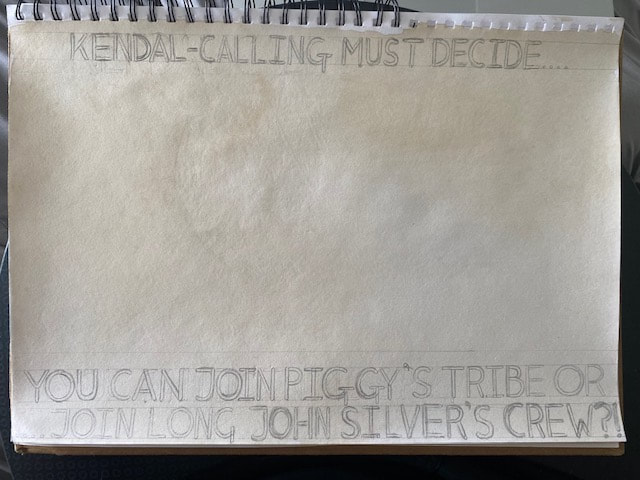 KENDAL-CALLING MUST DECIDE....
YOU CAN JOIN PIGGY'S TRIBE OR
JOIN LONG JOHN SILVER'S CREW?!